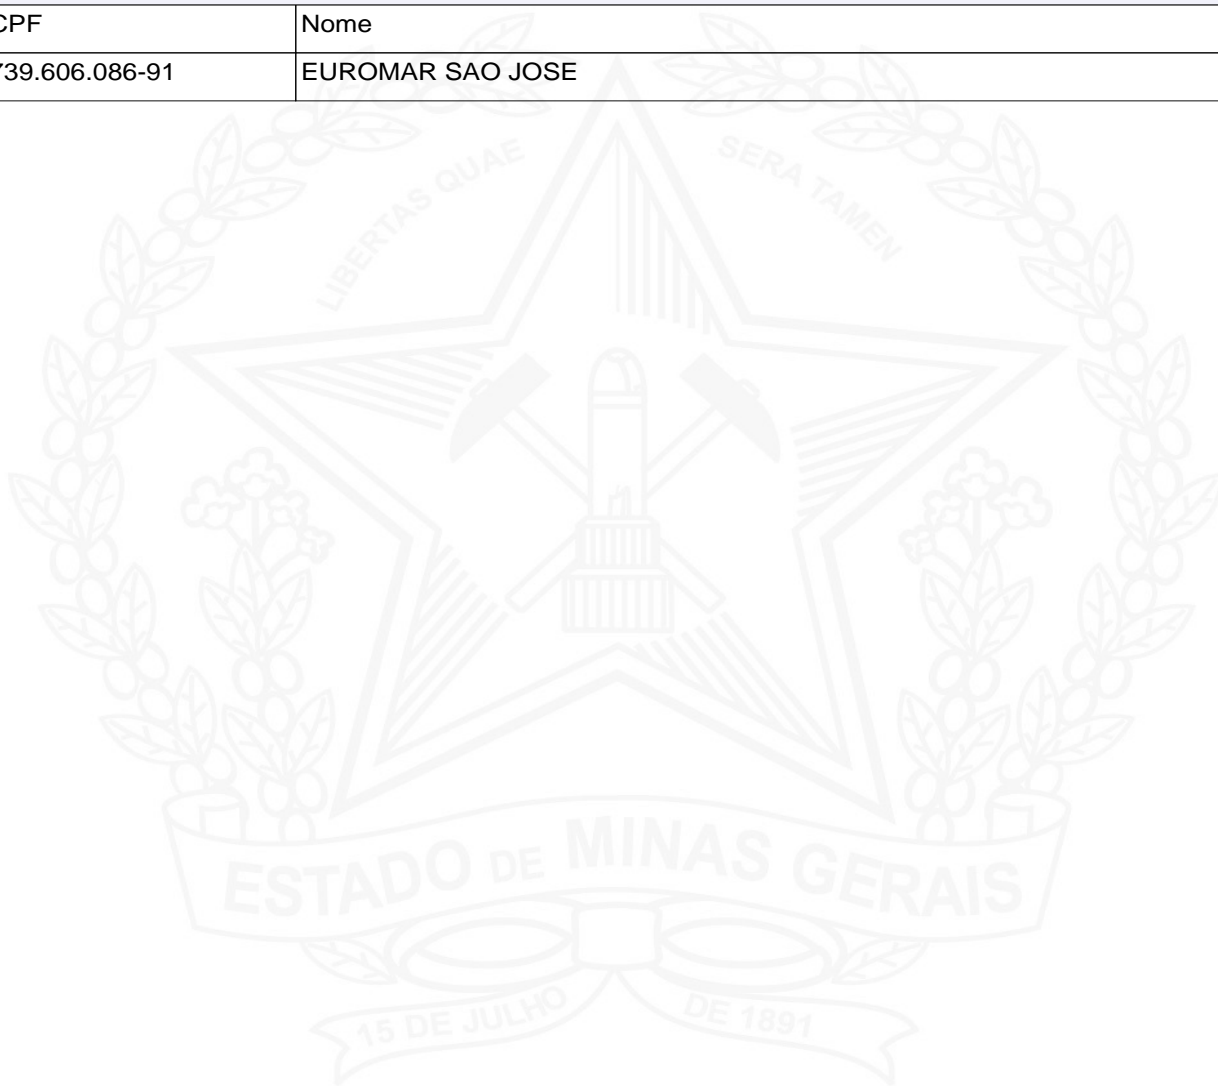 CPF Nome
739.606.086-91 EUROMAR SAO JOSE
LIBERTAS QUAE SERA TAMEN
ESTADO DE MINAS GERAIS
15 DE JULHO DE 1891